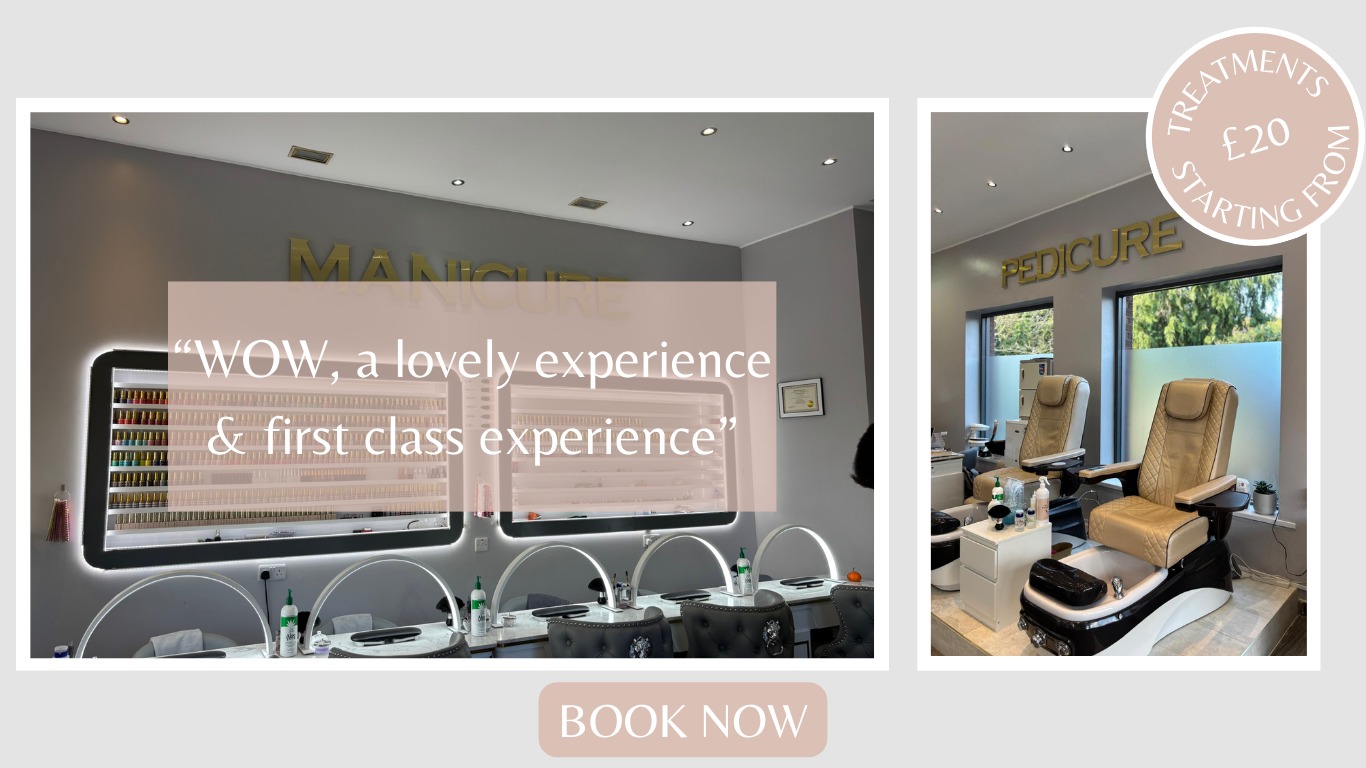 TREATMENTS
£20
STARTING FROM
MANICURE
PEDICURE
“WOW, a lovely experience
& first class experience”
BOOK NOW